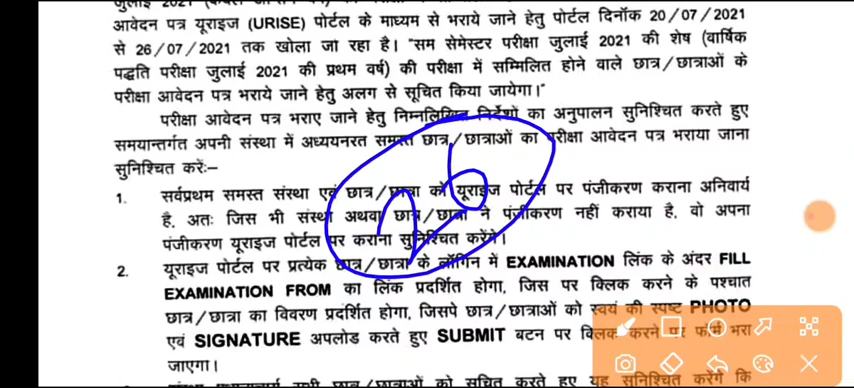 आवेदन पत्र यूराइज (URISE) पोर्टल के माध्यम से भराये जाने हेतु पोर्टल दिनॉक 20/07/2021
से 26/07/2021 तक खोला जा रहा है। "सम सेमेस्टर परीक्षा जुलाई 2021 की शेष (वार्षिक
पद्धति परीक्षा जुलाई 2021 की प्रथम वर्ष) की परीक्षा में सम्मिलित होने वाले छात्र/छात्राओं के
परीक्षा आवेदन पत्र भराये जाने हेतु अलग से सूचित किया जायेगा।"
परीक्षा आवेदन पत्र भराए जाने हेतु निम्नलिखित निर्देशों का अनुपालन सुनिश्चित करते हुए
समयान्तर्गत अपनी संस्था में अध्ययनरत समस्त छात्र/छात्राओं का परीक्षा आवेदन पत्र भराया जाना
सुनिश्चित करें:–
1. सर्वप्रथम समस्त संस्था एवं छात्र/छात्रा को यूराइज पोर्टल पर पंजीकरण कराना अनिवार्य
है, अतः जिस भी संस्था अथवा छात्र/छात्रा ने पंजीकरण नहीं कराया है, वो अपना
पंजीकरण यूराइज पोर्टल पर कराना सुनिश्चित करेंगे।
26
2. यूराइज पोर्टल पर प्रत्येक छात्र/छात्रा के लॉगिन में EXAMINATION लिंक के अंदर FILL
EXAMINATION FROM का लिंक प्रदर्शित होगा, जिस पर क्लिक करने के पश्चात
छात्र/छात्रा का विवरण प्रदर्शित होगा, जिसपे छात्र/छात्राओं को स्वयं की स्पष्ट PHOTO
एवं SIGNATURE अपलोड करते हुए SUBMIT बटन पर क्लिक करने पर फॉर्म भरा
जाएगा।
को सूचित करते हुए यह सुनिश्चित करेंगे कि